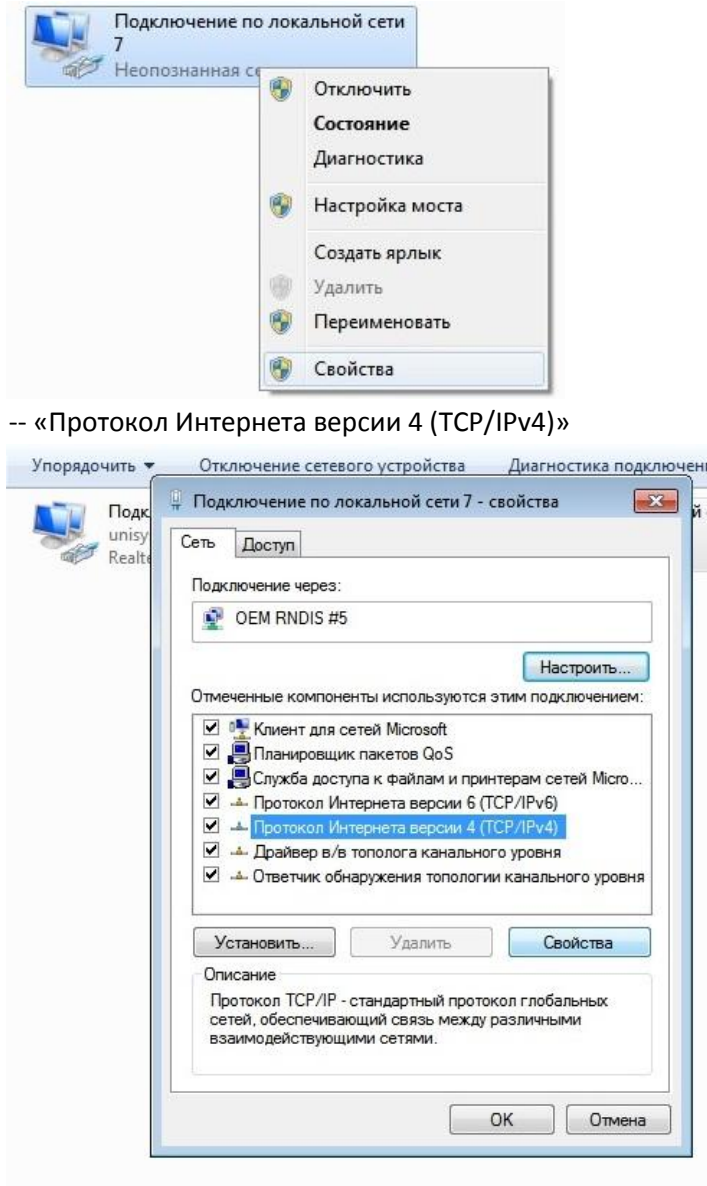 Подключение по локальной сети
7
Неопознанная се
Отключить
Состояние
Диагностика
Настройка моста
Создать ярлык
Удалить
Переименовать
Свойства
-- «Протокол Интернета версии 4 (TCP/IPv4)»
Упорядочить Отключение сетевого устройства Диагностика подключен
Подк
unisy
Realte
й
Подключение по локальной сети 7 - свойства
Сеть Доступ
Подключение через:
OEM RNDIS #5
Настроить...
Отмеченные компоненты используются этим подключением:
Клиент для сетей Microsoft
Планировщик пакетов QoS
Служба доступа к файлам и принтерам сетей Micro...
Протокол Интернета версии 6 (TCP/IPv6)
Протокол Интернета версии 4 (TCP/IPv4)
Драйвер в/в тополога канального уровня
Ответчик обнаружения топологии канального уровня
Установить... Удалить Свойства
Описание
Протокол TCP/IP - стандартный протокол глобальных
сетей, обеспечивающий связь между различными
взаимодействующими сетями.
OK Отмена